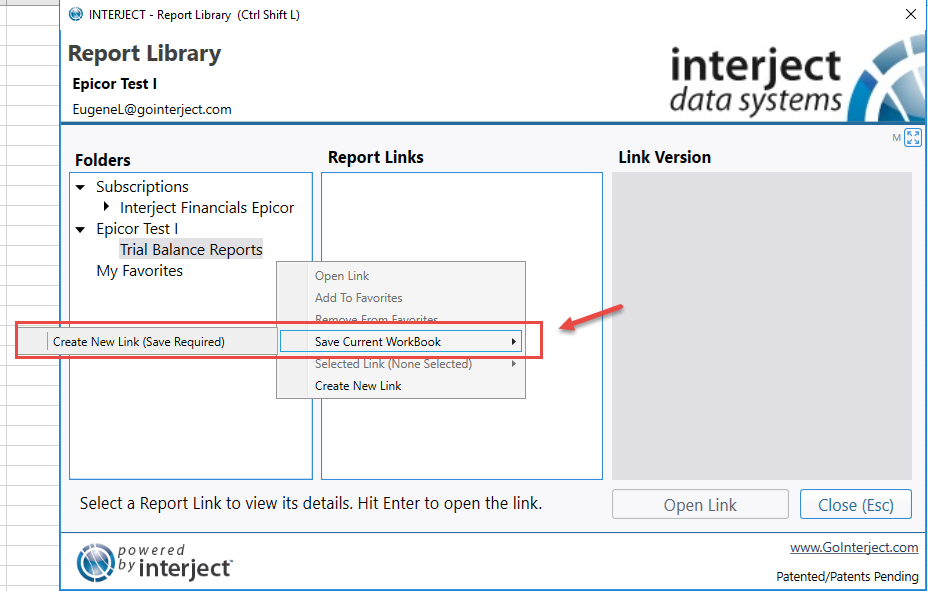 INTERJECT - Report Library (Ctrl Shift L)
Report Library
Epicor Test I
EugeneL@gointerject.com
interject
data systems
M
Folders
Report Links
Link Version
Subscriptions
Interject Financials Epicor
Epicor Test I
Trial Balance Reports
My Favorites
Open Link
Add To Favorites
Remove From Favorites
Create New Link (Save Required)
Save Current WorkBook
Selected Link (None Selected)
Create New Link
Select a Report Link to view its details. Hit Enter to open the link.
Open Link
Close (Esc)
powered
by interject
www.GoInterject.com
Patented/Patents Pending